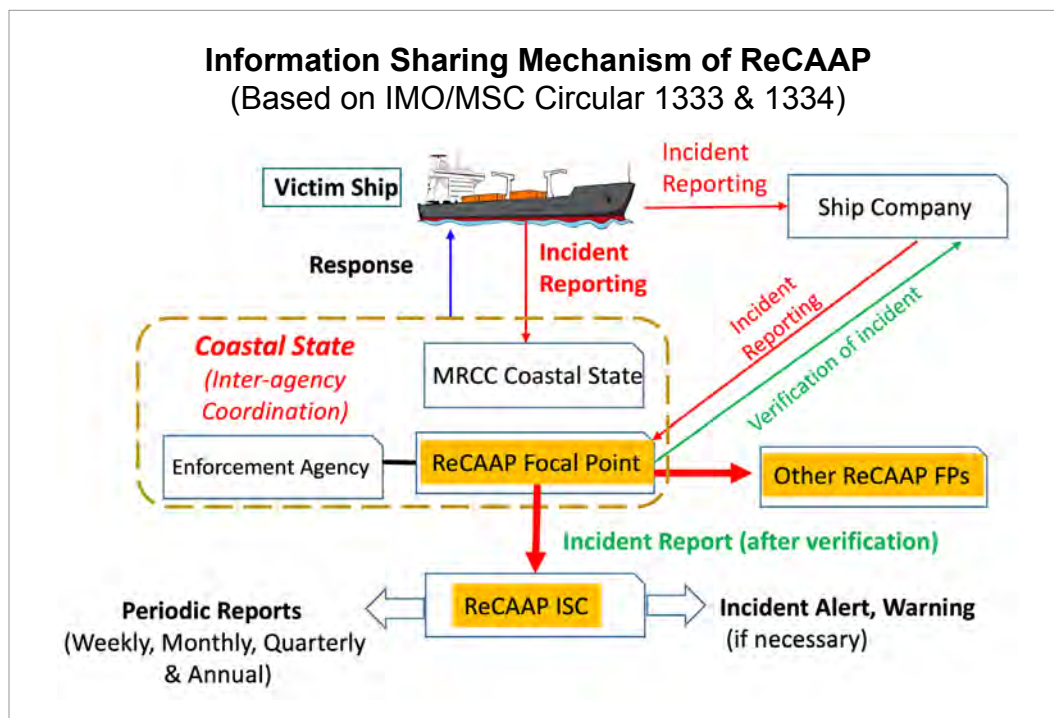 Information Sharing Mechanism of ReCAAP
(Based on IMO/MSC Circular 1333 & 1334)
Victim Ship
Incident
Reporting
Ship Company
Response
Incident
Reporting
Incident
Reporting
Verification of incident
Coastal State
(Inter-agency
Coordination)
MRCC Coastal State
Enforcement Agency
ReCAAP Focal Point
Other ReCAAP FPs
Incident Report (after verification)
Periodic Reports
(Weekly, Monthly, Quarterly
& Annual)
ReCAAP ISC
Incident Alert, Warning
(if necessary)